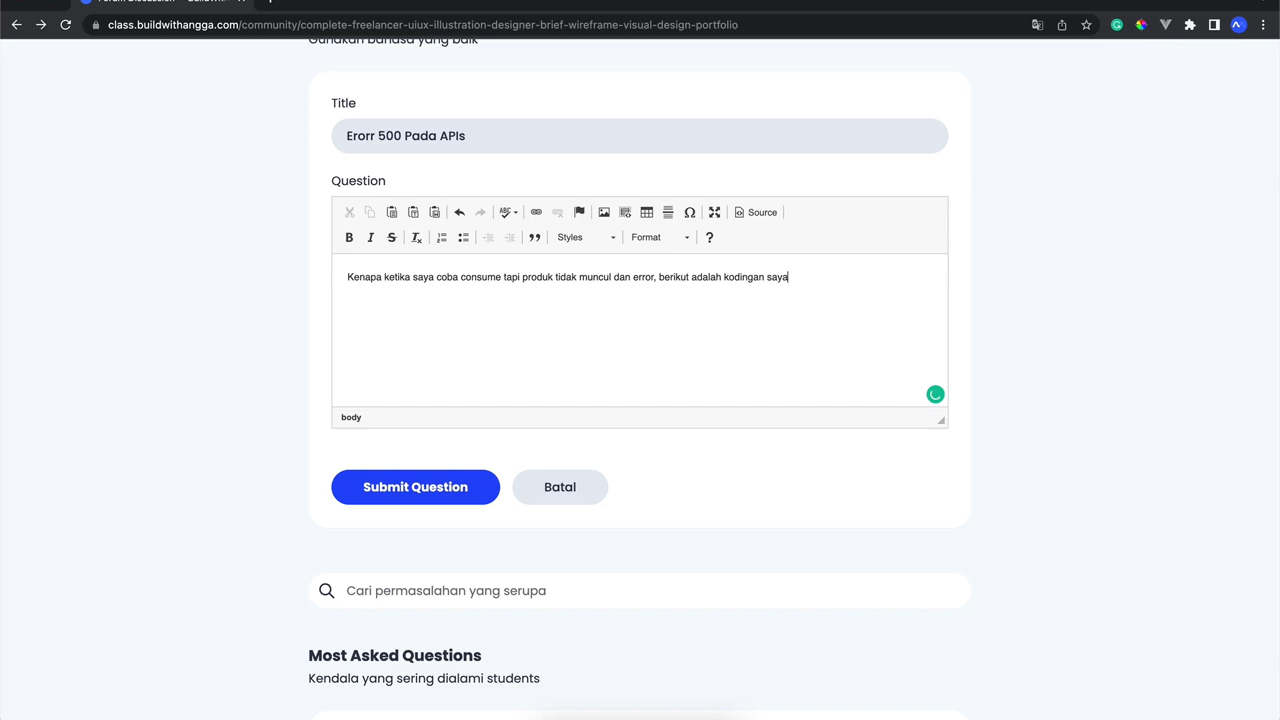 class.buildwithangga.com/community/complete-freelancer-uiux-illustration-designer-brief-wireframe-visual-design-portfolio
Gunakan bahasa yang baik
Title
Erorr 500 Pada APIs
Question
Source
Styles
Format
Kenapa ketika saya coba consume tapi produk tidak muncul dan error, berikut adalah kodingan saya
body
Submit Question
Batal
Cari permasalahan yang serupa
Most Asked Questions
Kendala yang sering dialami students